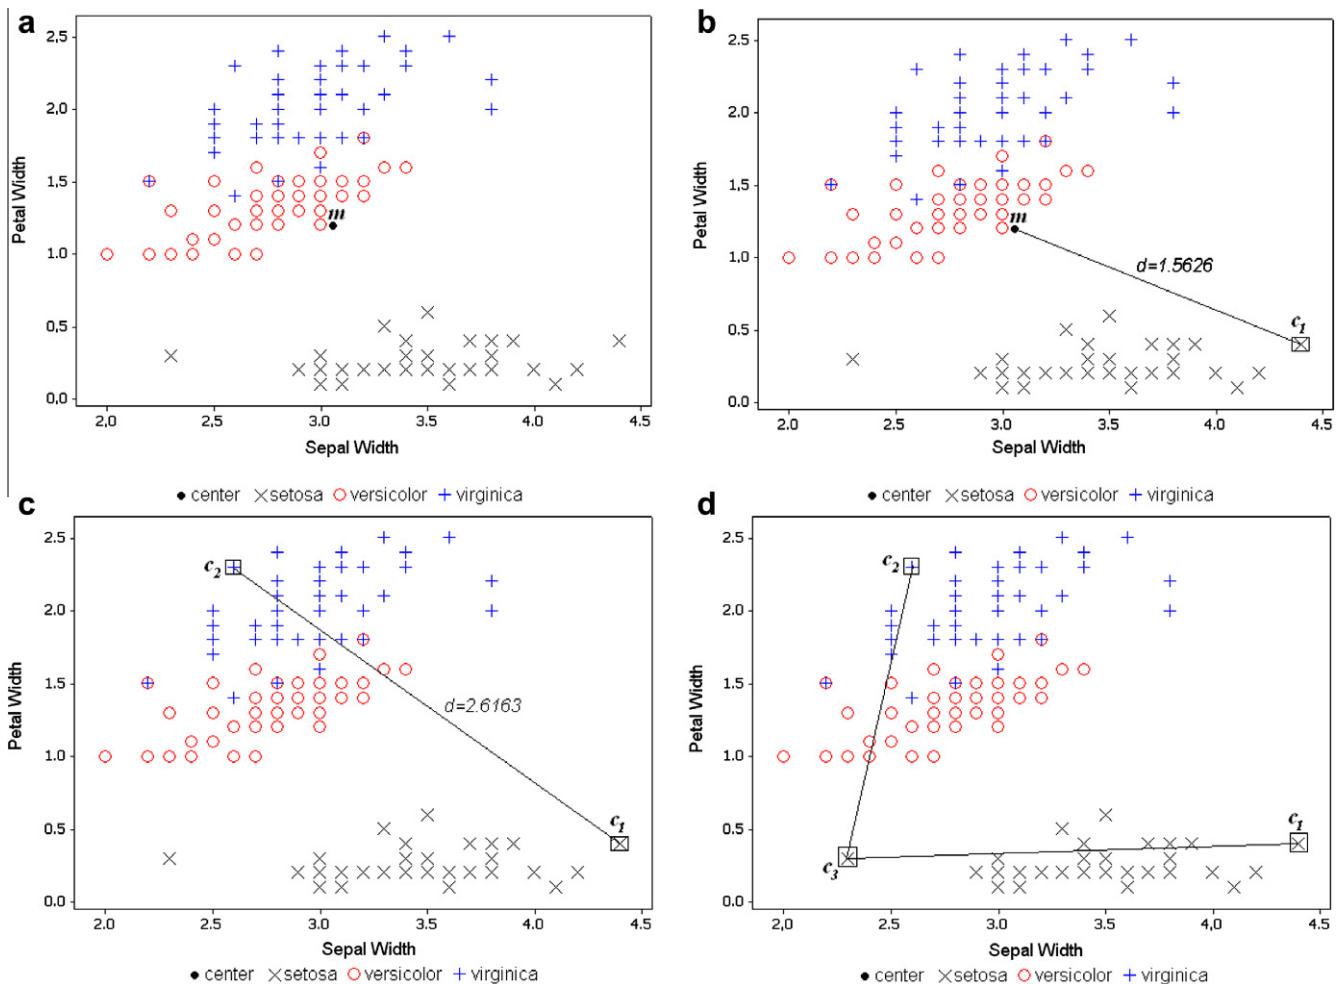 a
2.5
2.0
1.5
1.0
0.5
0.0
Petal Width
m
2.0 2.5 3.0 3.5 4.0 4.5
Sepal Width
center setosa versicolor virginica
b
2.5
2.0
1.5
1.0
0.5
0.0
Petal Width
m
d=1.5626
c1
2.0 2.5 3.0 3.5 4.0 4.5
Sepal Width
center setosa versicolor virginica
c
2.5
2.0
1.5
1.0
0.5
0.0
Petal Width
c2
d=2.6163
c1
2.0 2.5 3.0 3.5 4.0 4.5
Sepal Width
center setosa versicolor virginica
d
2.5
2.0
1.5
1.0
0.5
0.0
Petal Width
c2
c1
c3
2.0 2.5 3.0 3.5 4.0 4.5
Sepal Width
center setosa versicolor virginica